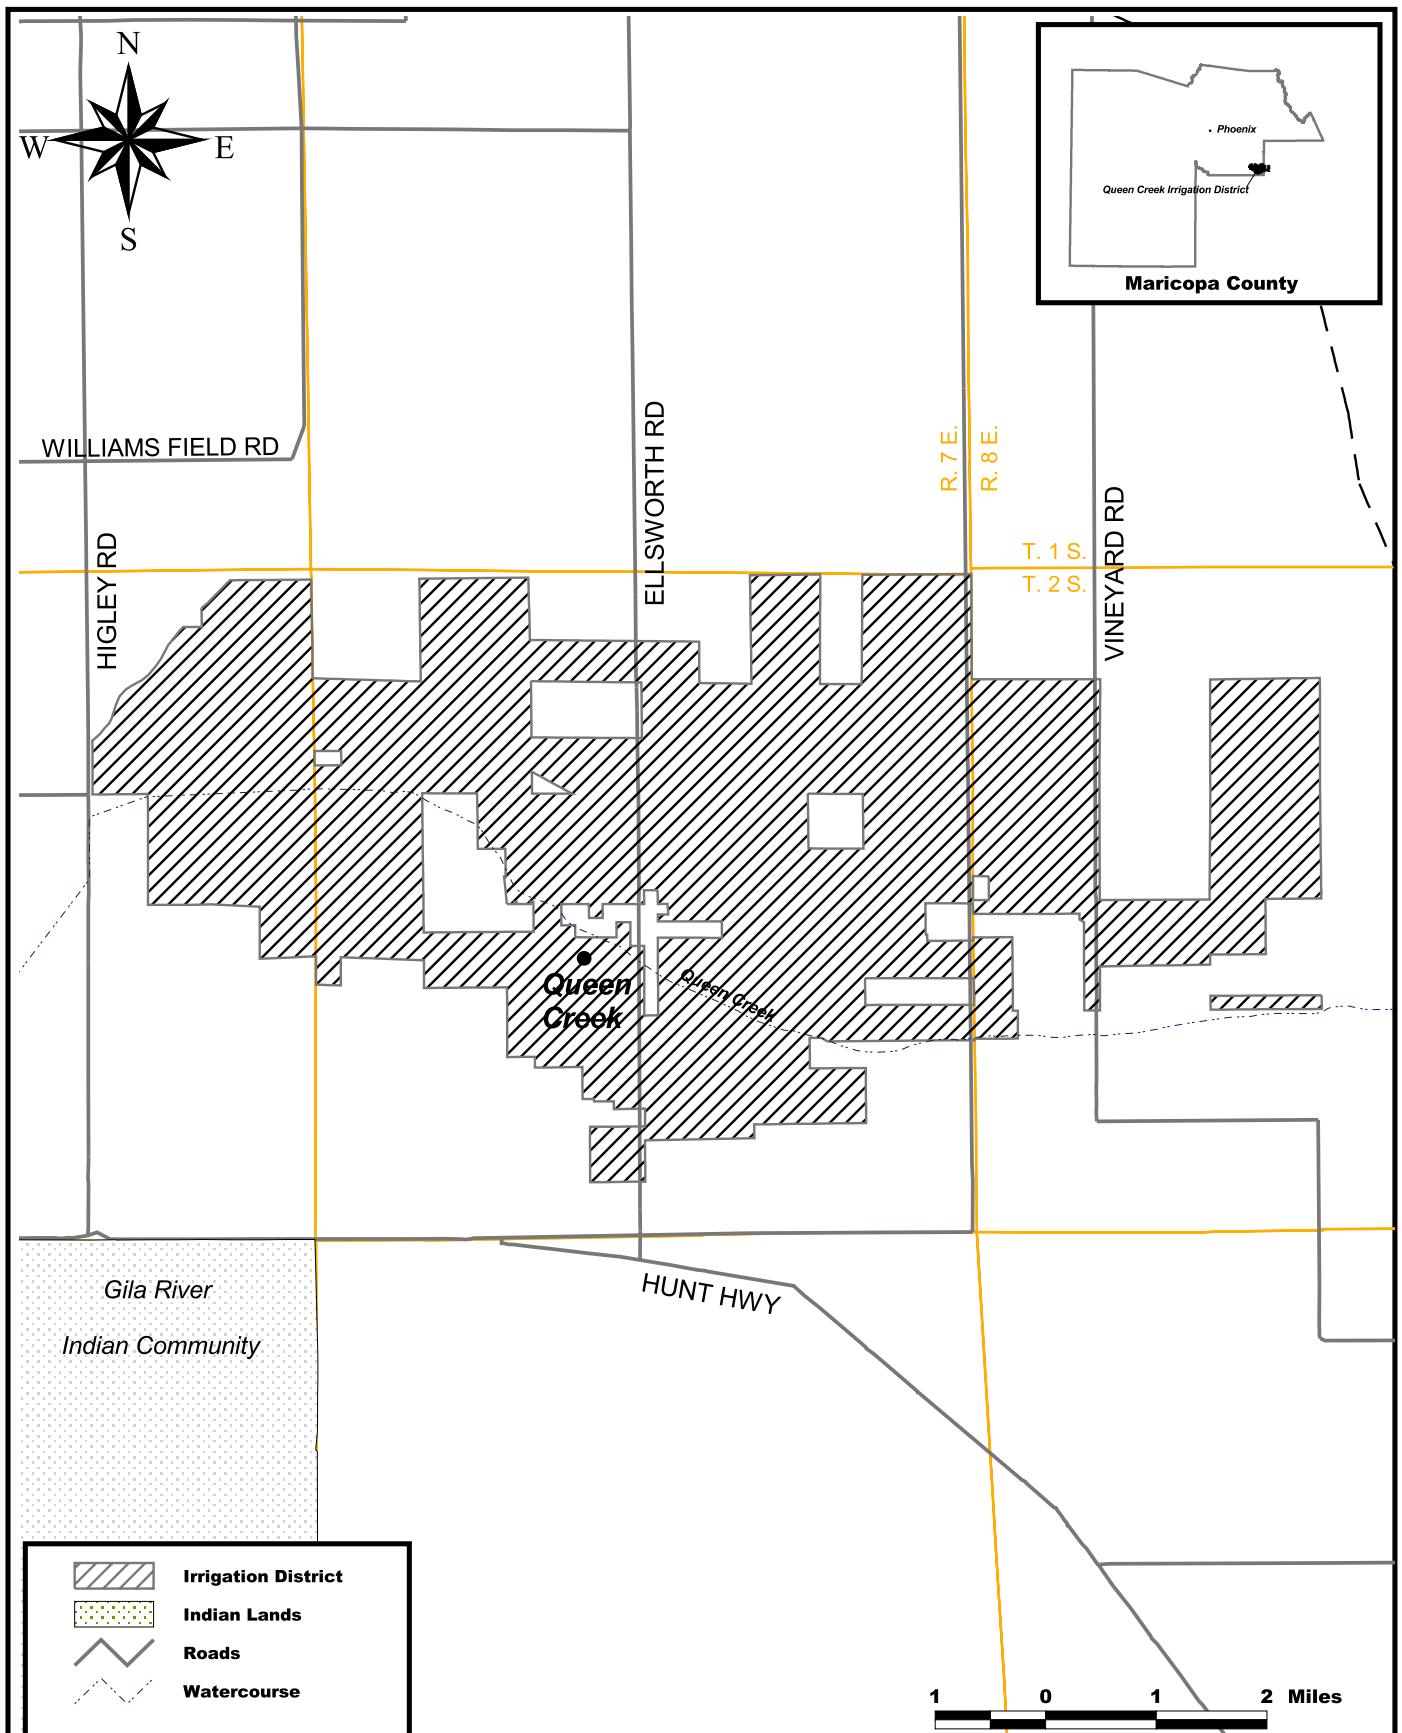 N
W
E
S
Phoenix
Queen Creek Irrigation District
Maricopa County
WILLIAMS FIELD RD
HIGLEY RD
ELLSWORTH RD
R. 7 E.
R. 8 E.
VINEYARD RD
T. 1 S.
T. 2 S.
Queen
Creek
Queen Creek
HUNT HWY
Gila River
Indian Community
Irrigation District
Indian Lands
Roads
Watercourse
1 0 1 2 Miles